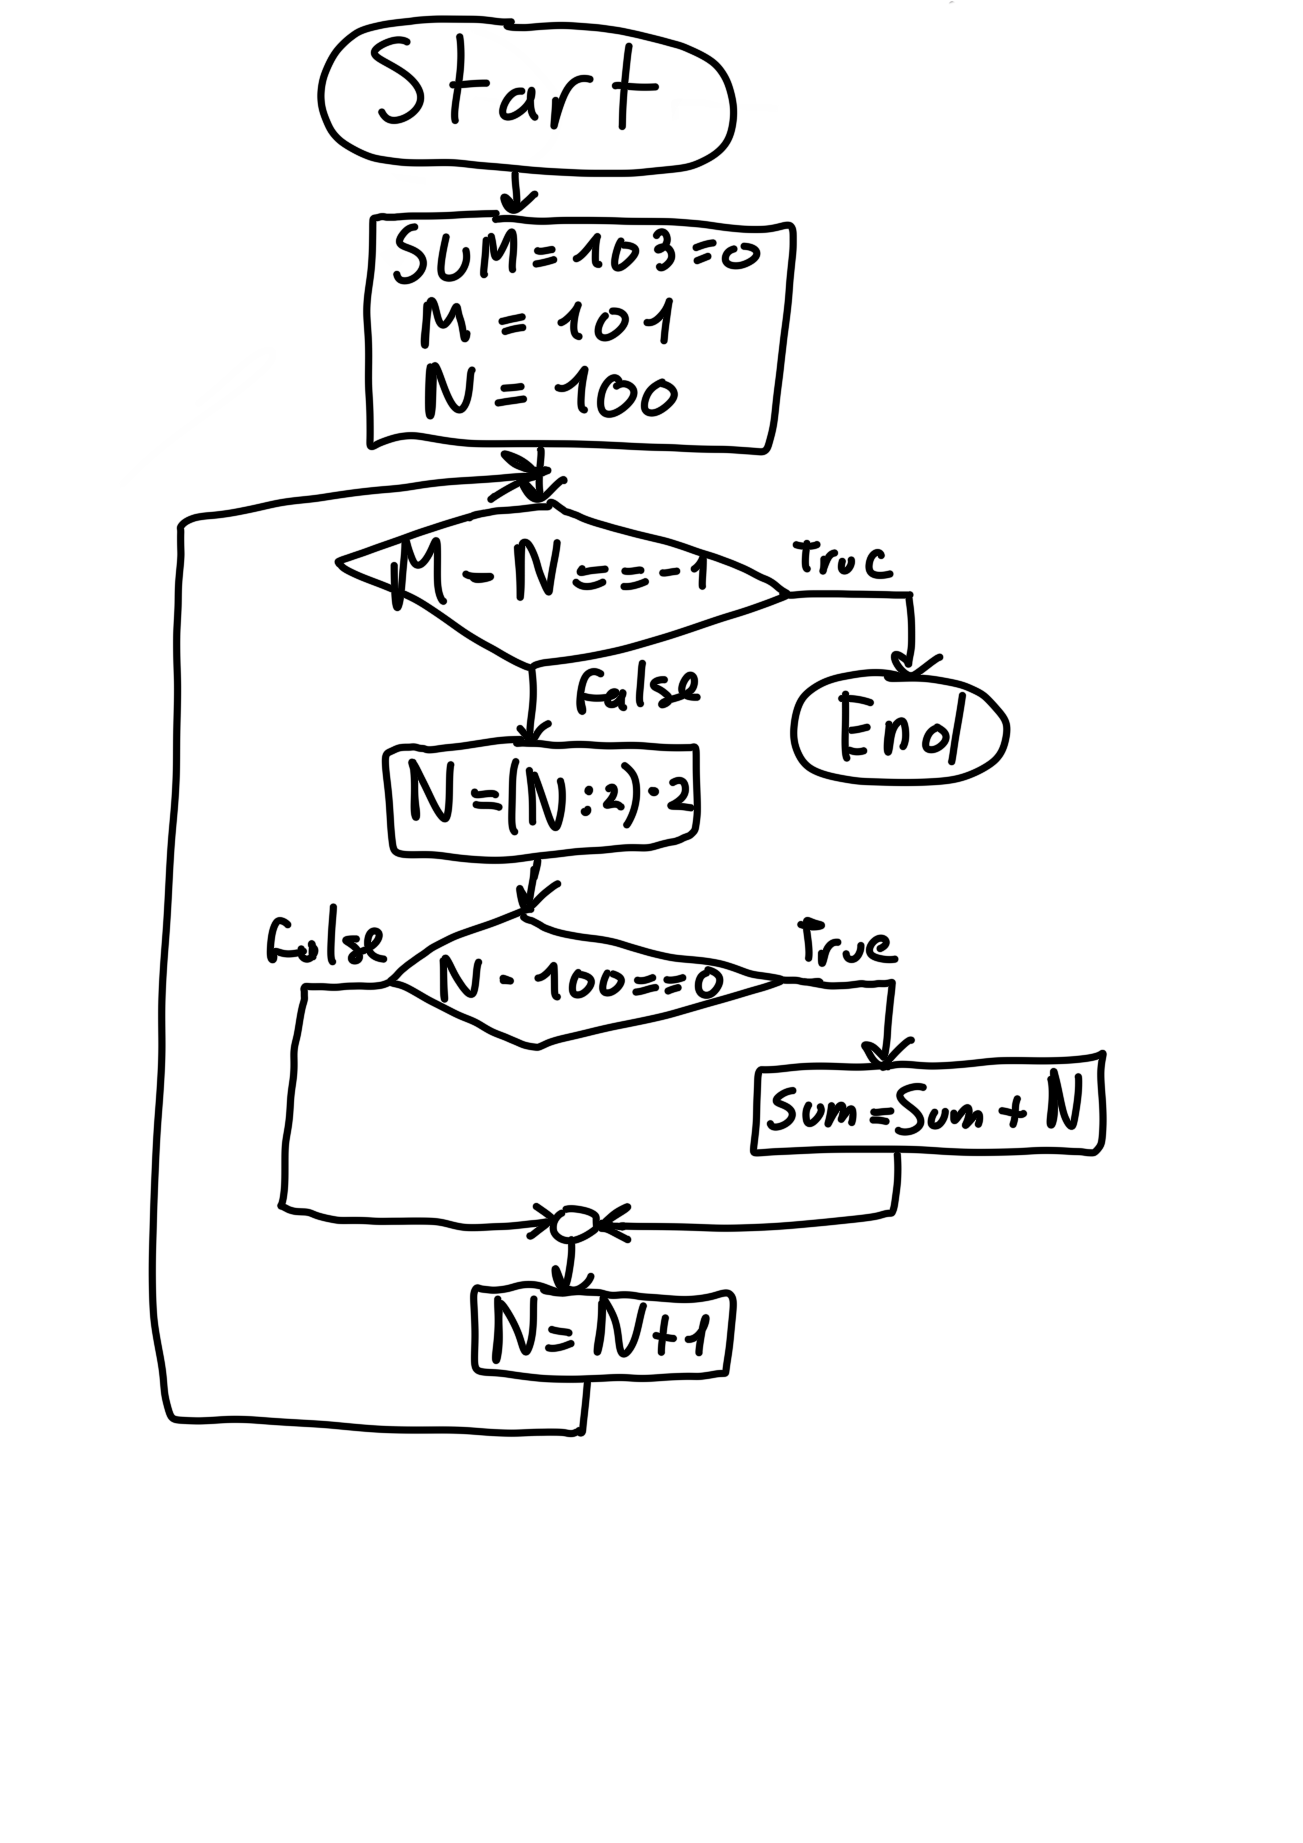 Start
SUM=103=0
M = 101
N = 100
M - N == -1
True
False
End
N=(N:2)·2
False
N - 100==0
True
Sum=Sum + N
N=N+1